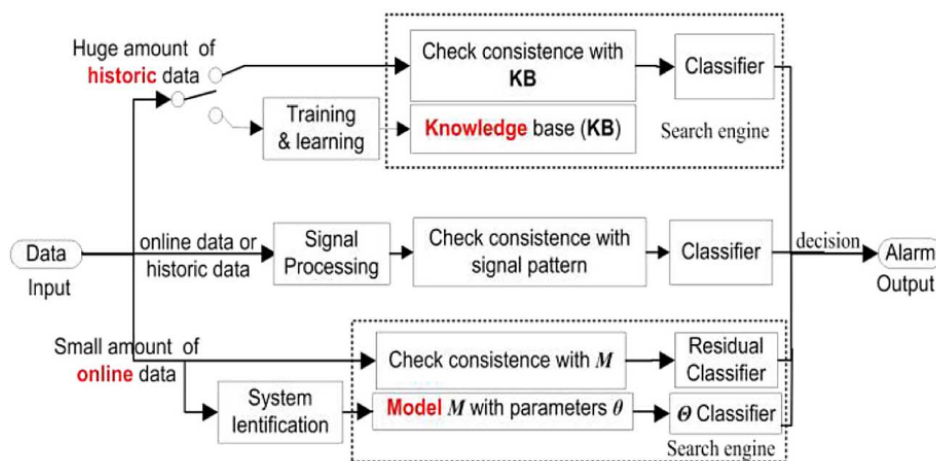 Huge amount of
historic data
Check consistence with
KB
Classifier
Training
& learning
Knowledge base (KB)
Search engine
Data
Input
online data or
historic data
Signal
Processing
Check consistence with
signal pattern
Classifier
decision
Alarm
Output
Small amount of
online data
Check consistence with M
Residual
Classifier
System
Ientification
Model M with parameters θ
Θ Classifier
Search engine